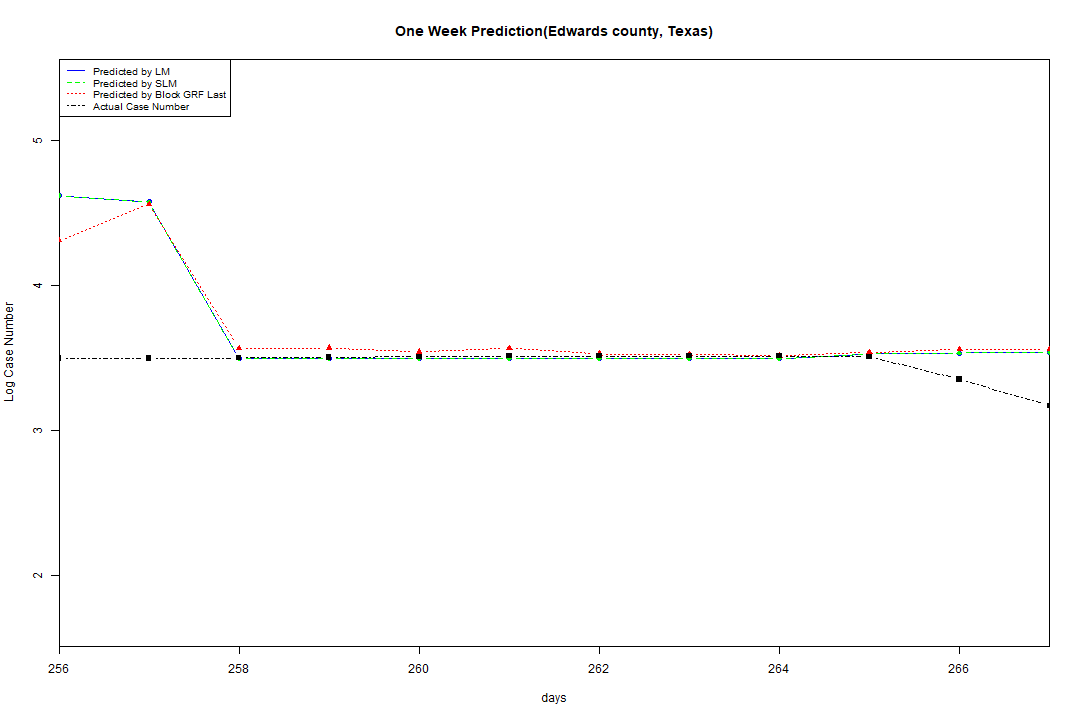 One Week Prediction(Edwards county, Texas)
Predicted by LM
Predicted by SLM
Predicted by Block GRF Last
Actual Case Number
5
4
3
2
Log Case Number
256 258 260 262 264 266
days